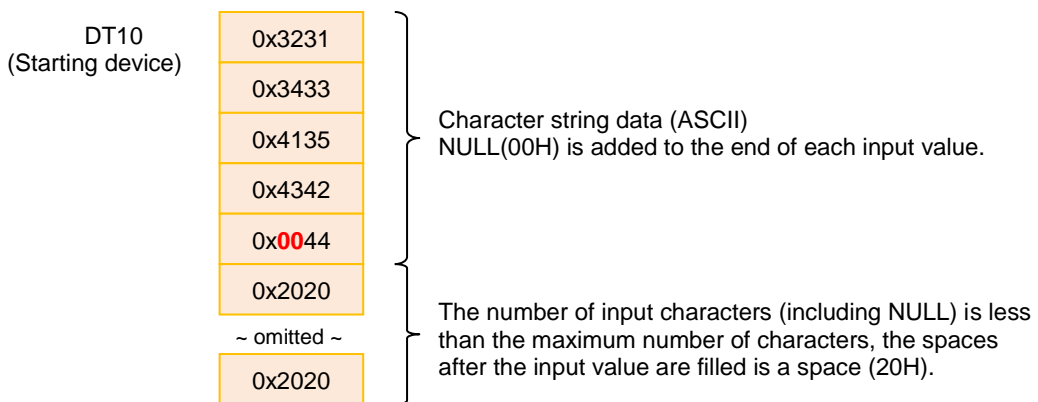 DT10
(Starting device)
0x3231
0x3433
0x4135
0x4342
0x0044
0x2020
~ omitted ~
0x2020
Character string data (ASCII)
NULL(00H) is added to the end of each input value.
The number of input characters (including NULL) is less
than the maximum number of characters, the spaces
after the input value are filled is a space (20H).